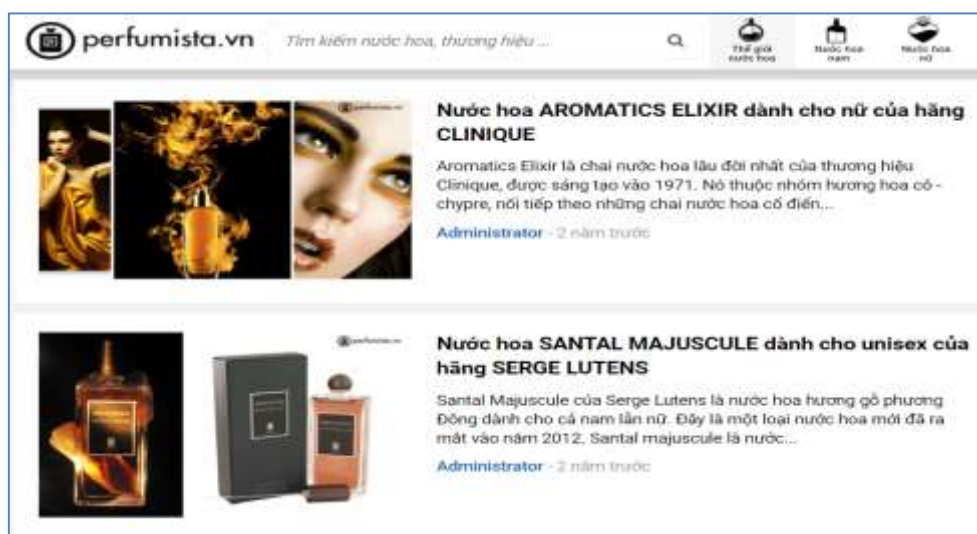 perfumista.vn
Tìm kiếm nước hoa, thương hiệu ...
Thế giới
nước hoa
Nước hoa
nam
Nước hoa
nữ
perfumista.vn
Nước hoa AROMATICS ELIXIR dành cho nữ của hãng
CLINIQUE
Aromatics Elixir là chai nước hoa lâu đời nhất của thương hiệu
Clinique, được sáng tạo vào 1971. Nó thuộc nhóm hương hoa cỏ -
chypre, nối tiếp theo những chai nước hoa cổ điển...
Administrator - 2 năm trước
perfumista.vn
Nước hoa SANTAL MAJUSCULE dành cho unisex của
hãng SERGE LUTENS
Santal Majuscule của Serge Lutens là nước hoa hương gỗ phương
Đông dành cho cả nam lẫn nữ. Đây là một loại nước hoa mới đã ra
mắt vào năm 2012. Santal majuscule là nước...
Administrator - 2 năm trước